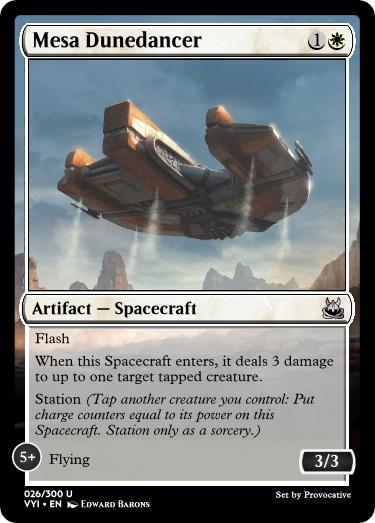 Mesa Dunedancer 1
Artifact — Spacecraft
Flash
When this Spacecraft enters, it deals 3 damage
to up to one target tapped creature.
Station (Tap another creature you control: Put
charge counters equal to its power on this
Spacecraft. Station only as a sorcery.)
5+ Flying
3/3
026/300 U
VYI • EN Edward Barons
Set by Provocative